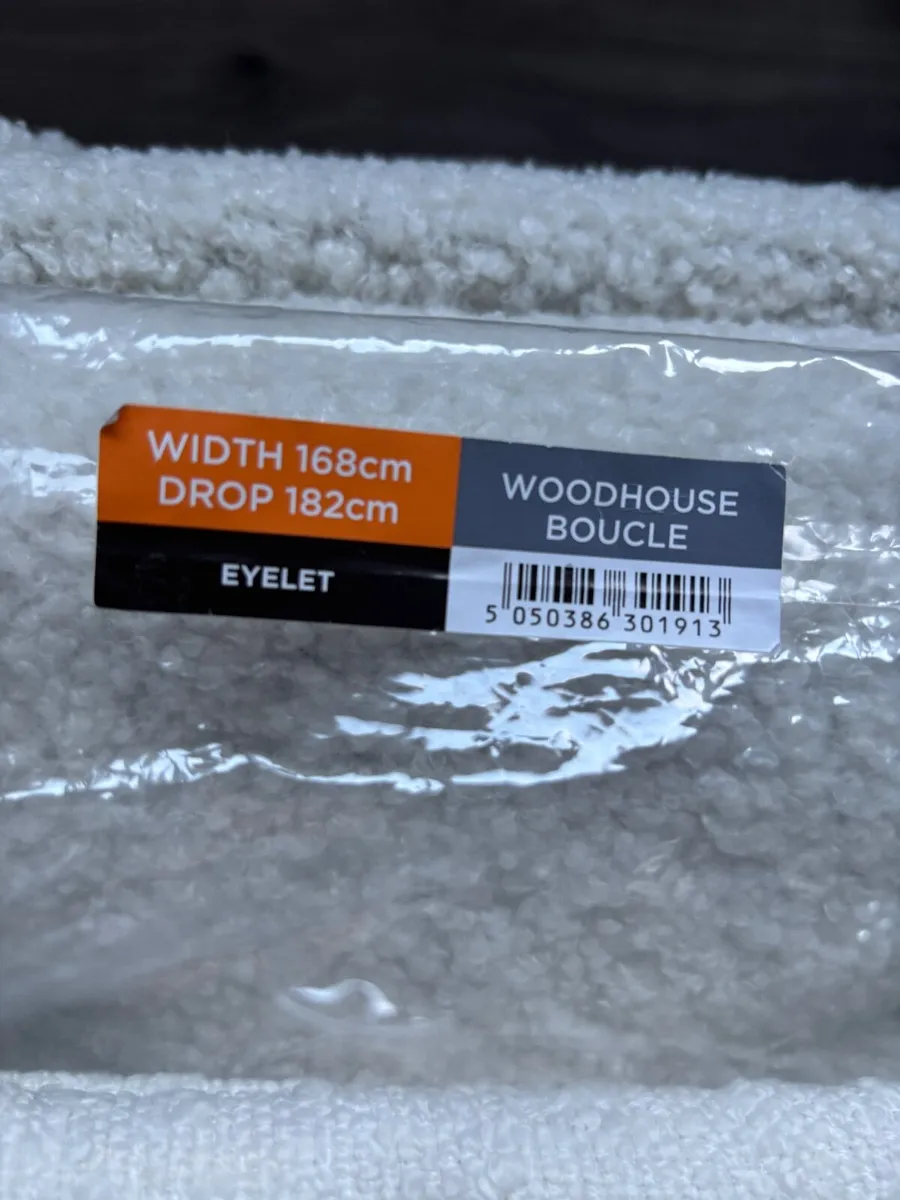 WIDTH 168cm
DROP 182cm
EYELET
WOODHOUSE
BOUCLE
5 050386 301913